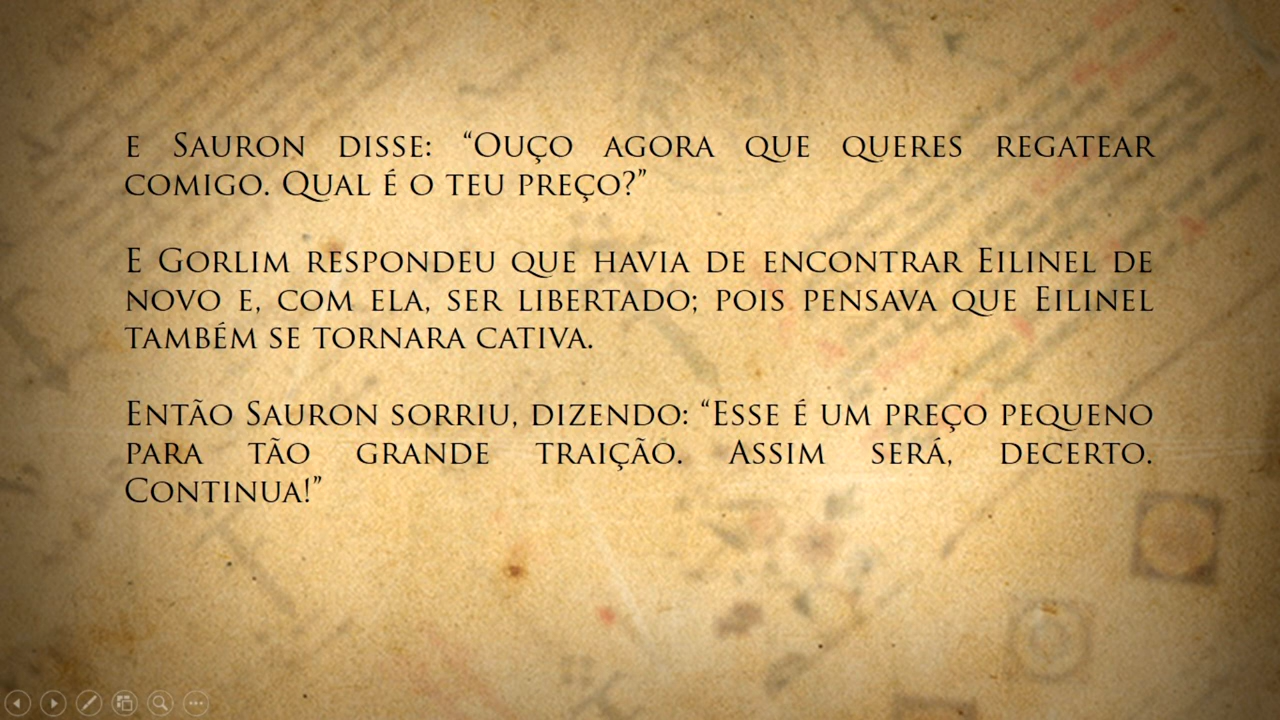 E SAURON DISSE: “OUÇO AGORA QUE QUERES REGATEAR
COMIGO. QUAL É O TEU PREÇO?”
E GORLIM RESPONDEU QUE HAVIA DE ENCONTRAR EILINEL DE
NOVO E, COM ELA, SER LIBERTADO; POIS PENSAVA QUE EILINEL
TAMBÉM SE TORNARA CATIVA.
ENTÃO SAURON SORRIU, DIZENDO: “ESSE É UM PREÇO PEQUENO
PARA TÃO GRANDE TRAIÇÃO. ASSIM SERÁ, DECERTO.
CONTINUA!”